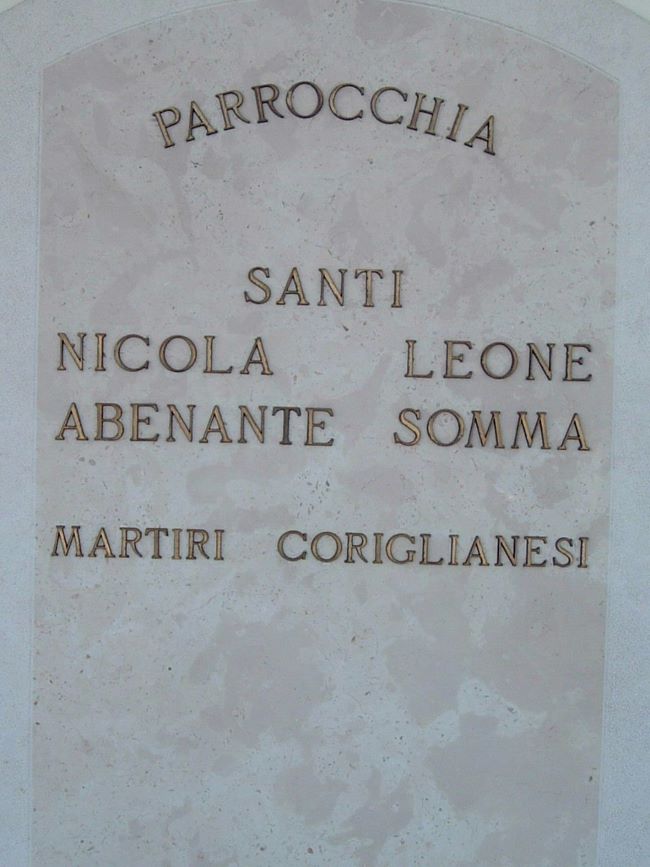 PARROCCHIA
SANTI
NICOLA LEONE
ABENANTE SOMMA
MARTIRI CORIGLIANESI